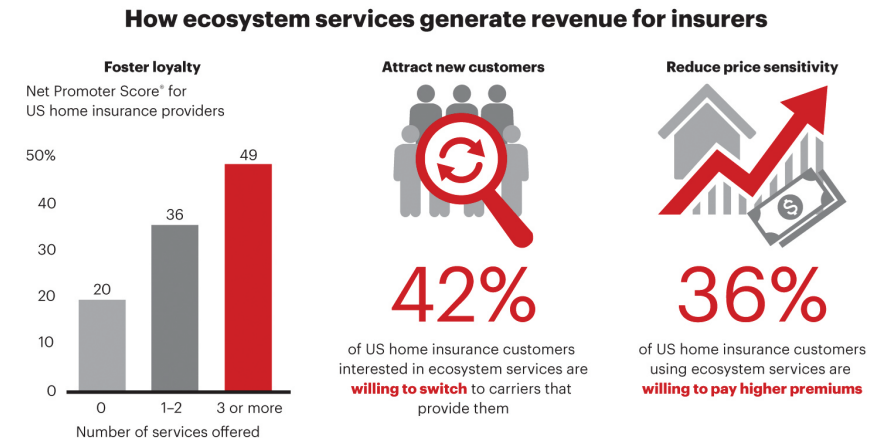 How ecosystem services generate revenue for insurers
Foster loyalty
Net Promoter Score® for
US home insurance providers
50%
40
30
20
10
0
20
36
49
0
1–2
3 or more
Number of services offered
Attract new customers
42%
of US home insurance customers
interested in ecosystem services are
willing to switch to carriers that
provide them
Reduce price sensitivity
$
36%
of US home insurance customers
using ecosystem services are
willing to pay higher premiums